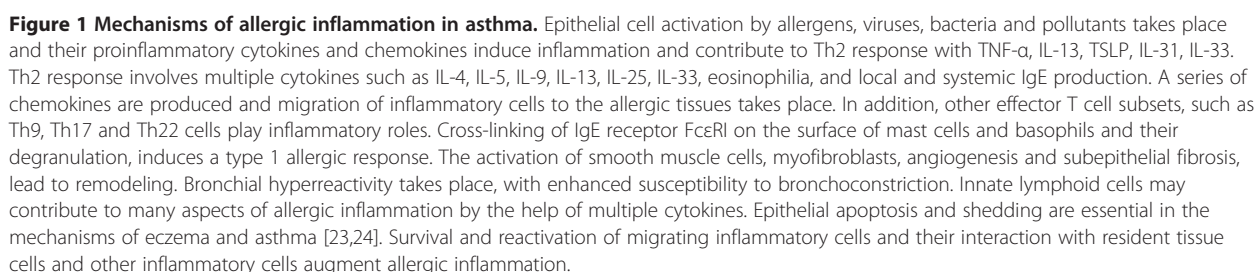 Figure 1 Mechanisms of allergic inflammation in asthma. Epithelial cell activation by allergens, viruses, bacteria and pollutants takes place
and their proinflammatory cytokines and chemokines induce inflammation and contribute to Th2 response with TNF-α, IL-13, TSLP, IL-31, IL-33.
Th2 response involves multiple cytokines such as IL-4, IL-5, IL-9, IL-13, IL-25, IL-33, eosinophilia, and local and systemic IgE production. A series of
chemokines are produced and migration of inflammatory cells to the allergic tissues takes place. In addition, other effector T cell subsets, such as
Th9, Th17 and Th22 cells play inflammatory roles. Cross-linking of IgE receptor FcεRI on the surface of mast cells and basophils and their
degranulation, induces a type 1 allergic response. The activation of smooth muscle cells, myofibroblasts, angiogenesis and subepithelial fibrosis,
lead to remodeling. Bronchial hyperreactivity takes place, with enhanced susceptibility to bronchoconstriction. Innate lymphoid cells may
contribute to many aspects of allergic inflammation by the help of multiple cytokines. Epithelial apoptosis and shedding are essential in the
mechanisms of eczema and asthma [23,24]. Survival and reactivation of migrating inflammatory cells and their interaction with resident tissue
cells and other inflammatory cells augment allergic inflammation.